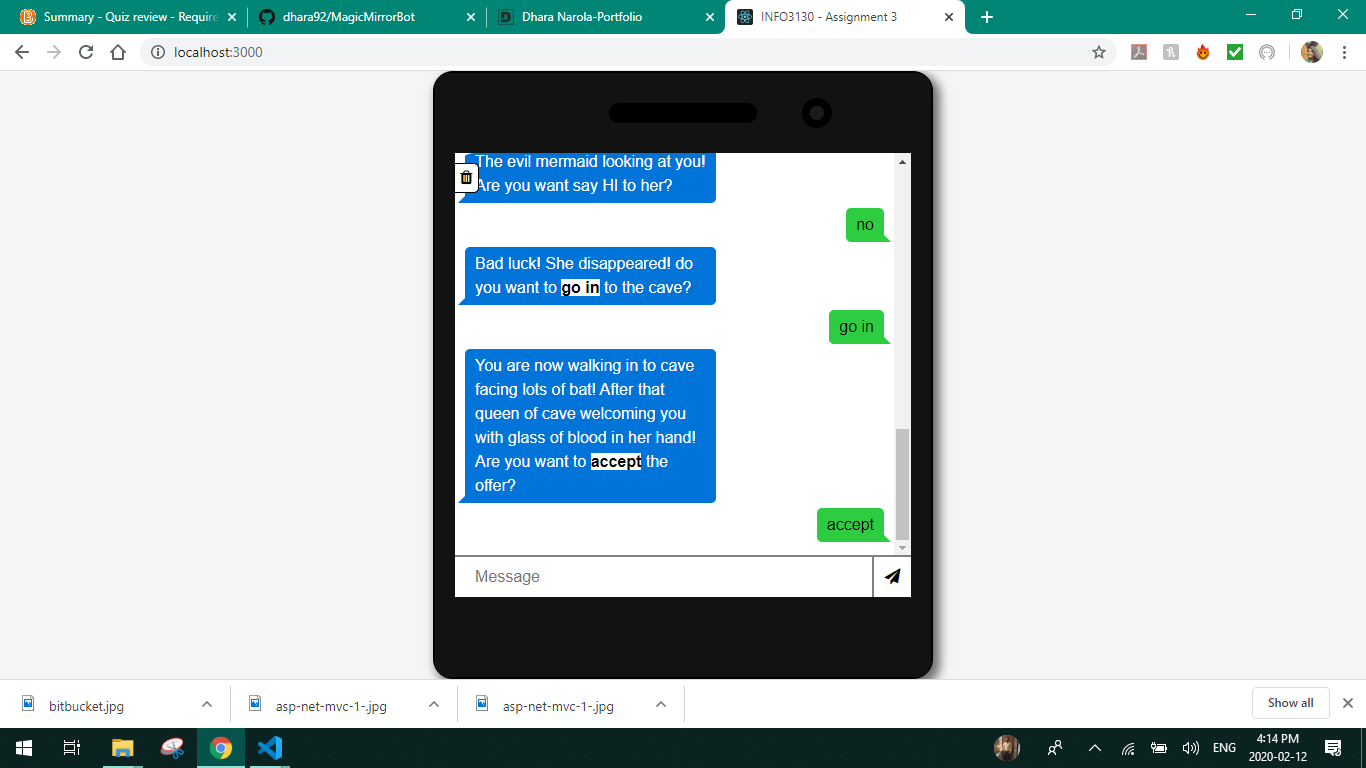 Summary - Quiz review - Require
dhara92/MagicMirrorBot
Dhara Narola-Portfolio
INFO3130 - Assignment 3
localhost:3000
The evil mermaid looking at you!
Are you want say HI to her?
no
Bad luck! She disappeared! do
you want to go in to the cave?
go in
You are now walking in to cave
facing lots of bat! After that
queen of cave welcoming you
with glass of blood in her hand!
Are you want to accept the
offer?
accept
Message
bitbucket.jpg
asp-net-mvc-1-.jpg
asp-net-mvc-1-.jpg
Show all
ENG
4:14 PM
2020-02-12